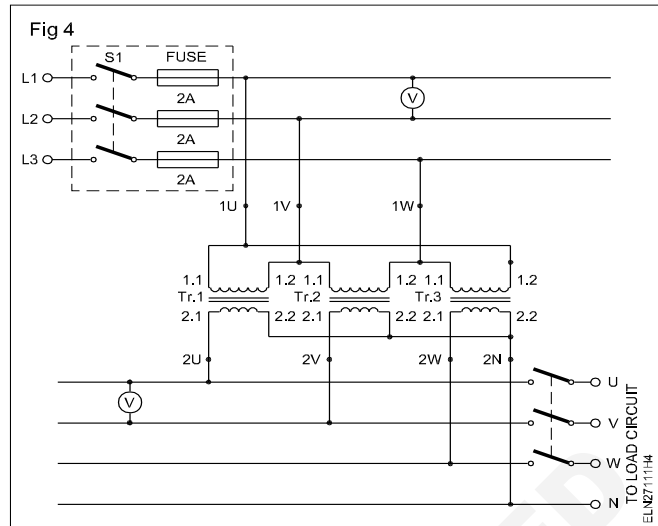 Fig 4
S1 FUSE
L1
2A
L2
2A
L3
2A
V
1U 1V 1W
1.1 1.2 1.1 1.2 1.1 1.2
Tr.1 Tr.2 Tr.3
2.1 2.2 2.1 2.2 2.1 2.2
2U 2V 2W 2N
U
V
V
W
N
TO LOAD CIRCUIT
ELN27111H4